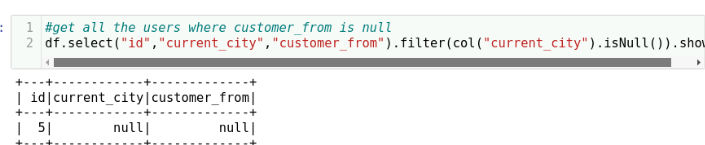 1 #get all the users where customer_from is null
2 df.select("id","current_city","customer_from").filter(col("current_city").isNull()).show
+---+------------+-------------+
| id|current_city|customer_from|
+---+------------+-------------+
|  5|        null|         null|
+---+------------+-------------+